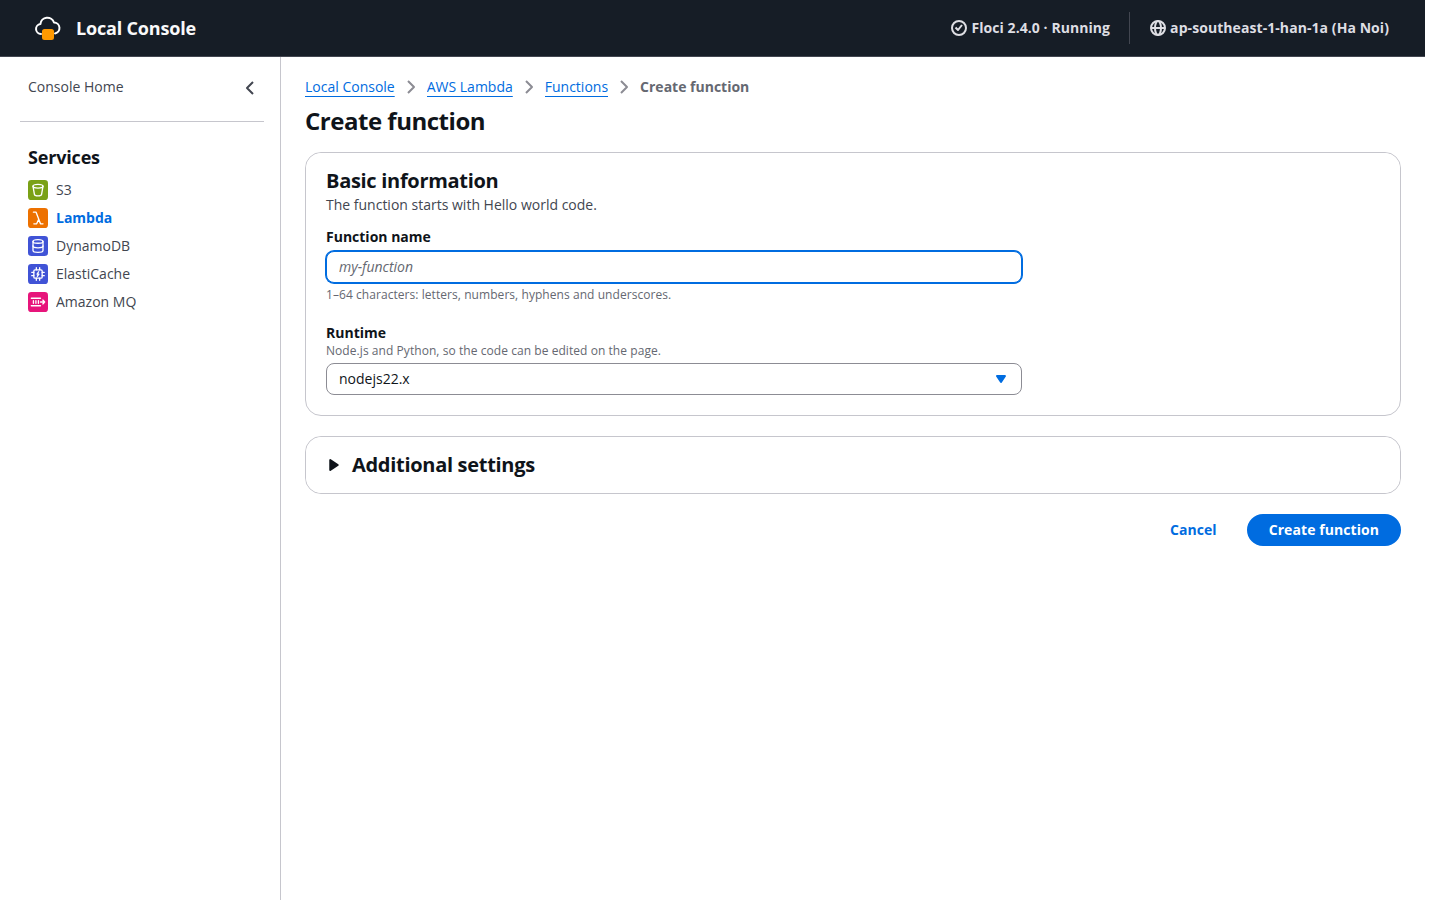 Local Console
Floci 2.4.0 · Running
ap-southeast-1-han-1a (Ha Noi)
Console Home
Services
S3
Lambda
DynamoDB
ElastiCache
Amazon MQ
Local Console > AWS Lambda > Functions > Create function
Create function
Basic information
The function starts with Hello world code.
Function name
my-function
1–64 characters: letters, numbers, hyphens and underscores.
Runtime
Node.js and Python, so the code can be edited on the page.
nodejs22.x
Additional settings
Cancel
Create function